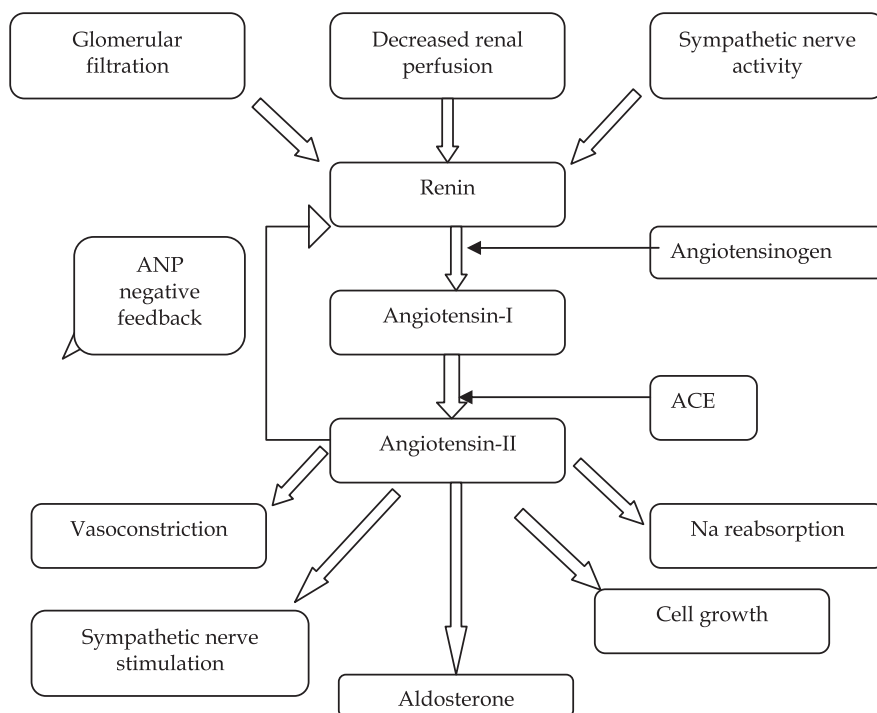 Glomerular
filtration
Decreased renal
perfusion
Sympathetic nerve
activity
Renin
ANP
negative
feedback
Angiotensinogen
Angiotensin-I
ACE
Angiotensin-II
Vasoconstriction
Na reabsorption
Cell growth
Sympathetic nerve
stimulation
Aldosterone